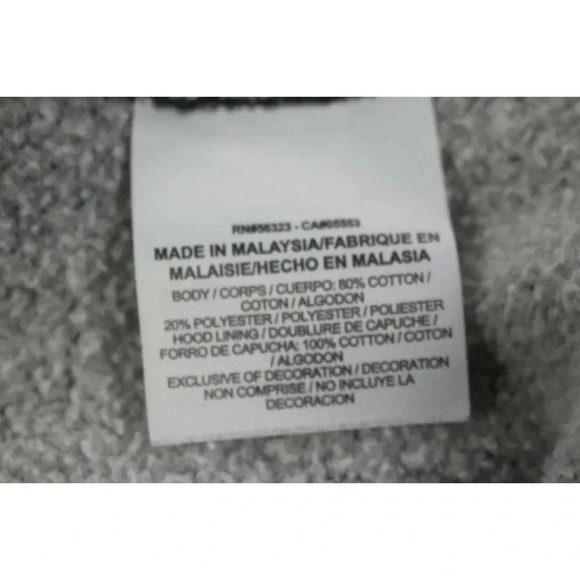 RN#56323 - CA#05553
MADE IN MALAYSIA/FABRIQUE EN
MALAISIE/HECHO EN MALASIA
BODY / CORPS / CUERPO: 80% COTTON /
COTON / ALGODON
20% POLYESTER / POLYESTER / POLIESTER
HOOD LINING / DOUBLURE DE CAPUCHE /
FORRO DE CAPUCHA: 100% COTTON / COTON
/ ALGODON
EXCLUSIVE OF DECORATION / DECORATION
NON COMPRISE / NO INCLUYE LA
DECORACION